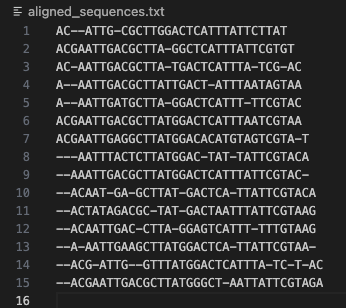 aligned_sequences.txt
1 AC--ATTG-CGCTTGGACTCATTTATTCTTAT
2 ACGAATTGACGCTTA-GGCTCATTTATTCGTGT
3 AC-AATTGACGCTTA-TGACTCATTTA-TCG-AC
4 A--AATTGACGCTTATTGACT-ATTTAATAGTAA
5 A--AATTGATGCTTA-GGACTCATTT-TTCGTAC
6 ACGAATTGACGCTTATGGACTCATTTAATCGTAA
7 ACGAATTGAGGCTTATGGACACATGTAGTCGTA-T
8 ---AATTTACTCTTATGGAC-TAT-TATTCGTACA
9 --AAATTGACGCTTATGGACTCATTTATTCGTAC-
10 --ACAAT-GA-GCTTAT-GACTCA-TTATTCGTACA
11 --ACTATAGACGC-TAT-GACTAATTTATTCGTAAG
12 --ACAATTGAC-CTTA-GGAGTCATTT-TTTGTAAG
13 --A-AATTGAAGCTTATGGACTCA-TTATTCGTAA-
14 --ACG-ATTG--GTTTATGGACTCATTTA-TC-T-AC
15 --ACGAATTGACGCTTATGGGCT-AATTATTCGTAGA
16